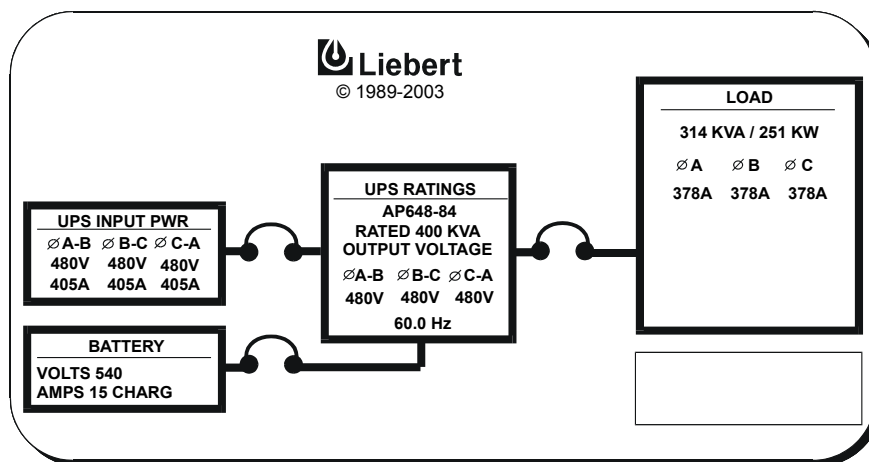 Liebert
© 1989-2003
UPS INPUT PWR
∅ A-B ∅ B-C ∅ C-A
480V 480V 480V
405A 405A 405A
BATTERY
VOLTS 540
AMPS 15 CHARG
UPS RATINGS
AP648-84
RATED 400 KVA
OUTPUT VOLTAGE
∅A-B ∅ B-C ∅ C-A
480V 480V 480V
60.0 Hz
LOAD
314 KVA / 251 KW
∅ A ∅ B ∅ C
378A 378A 378A